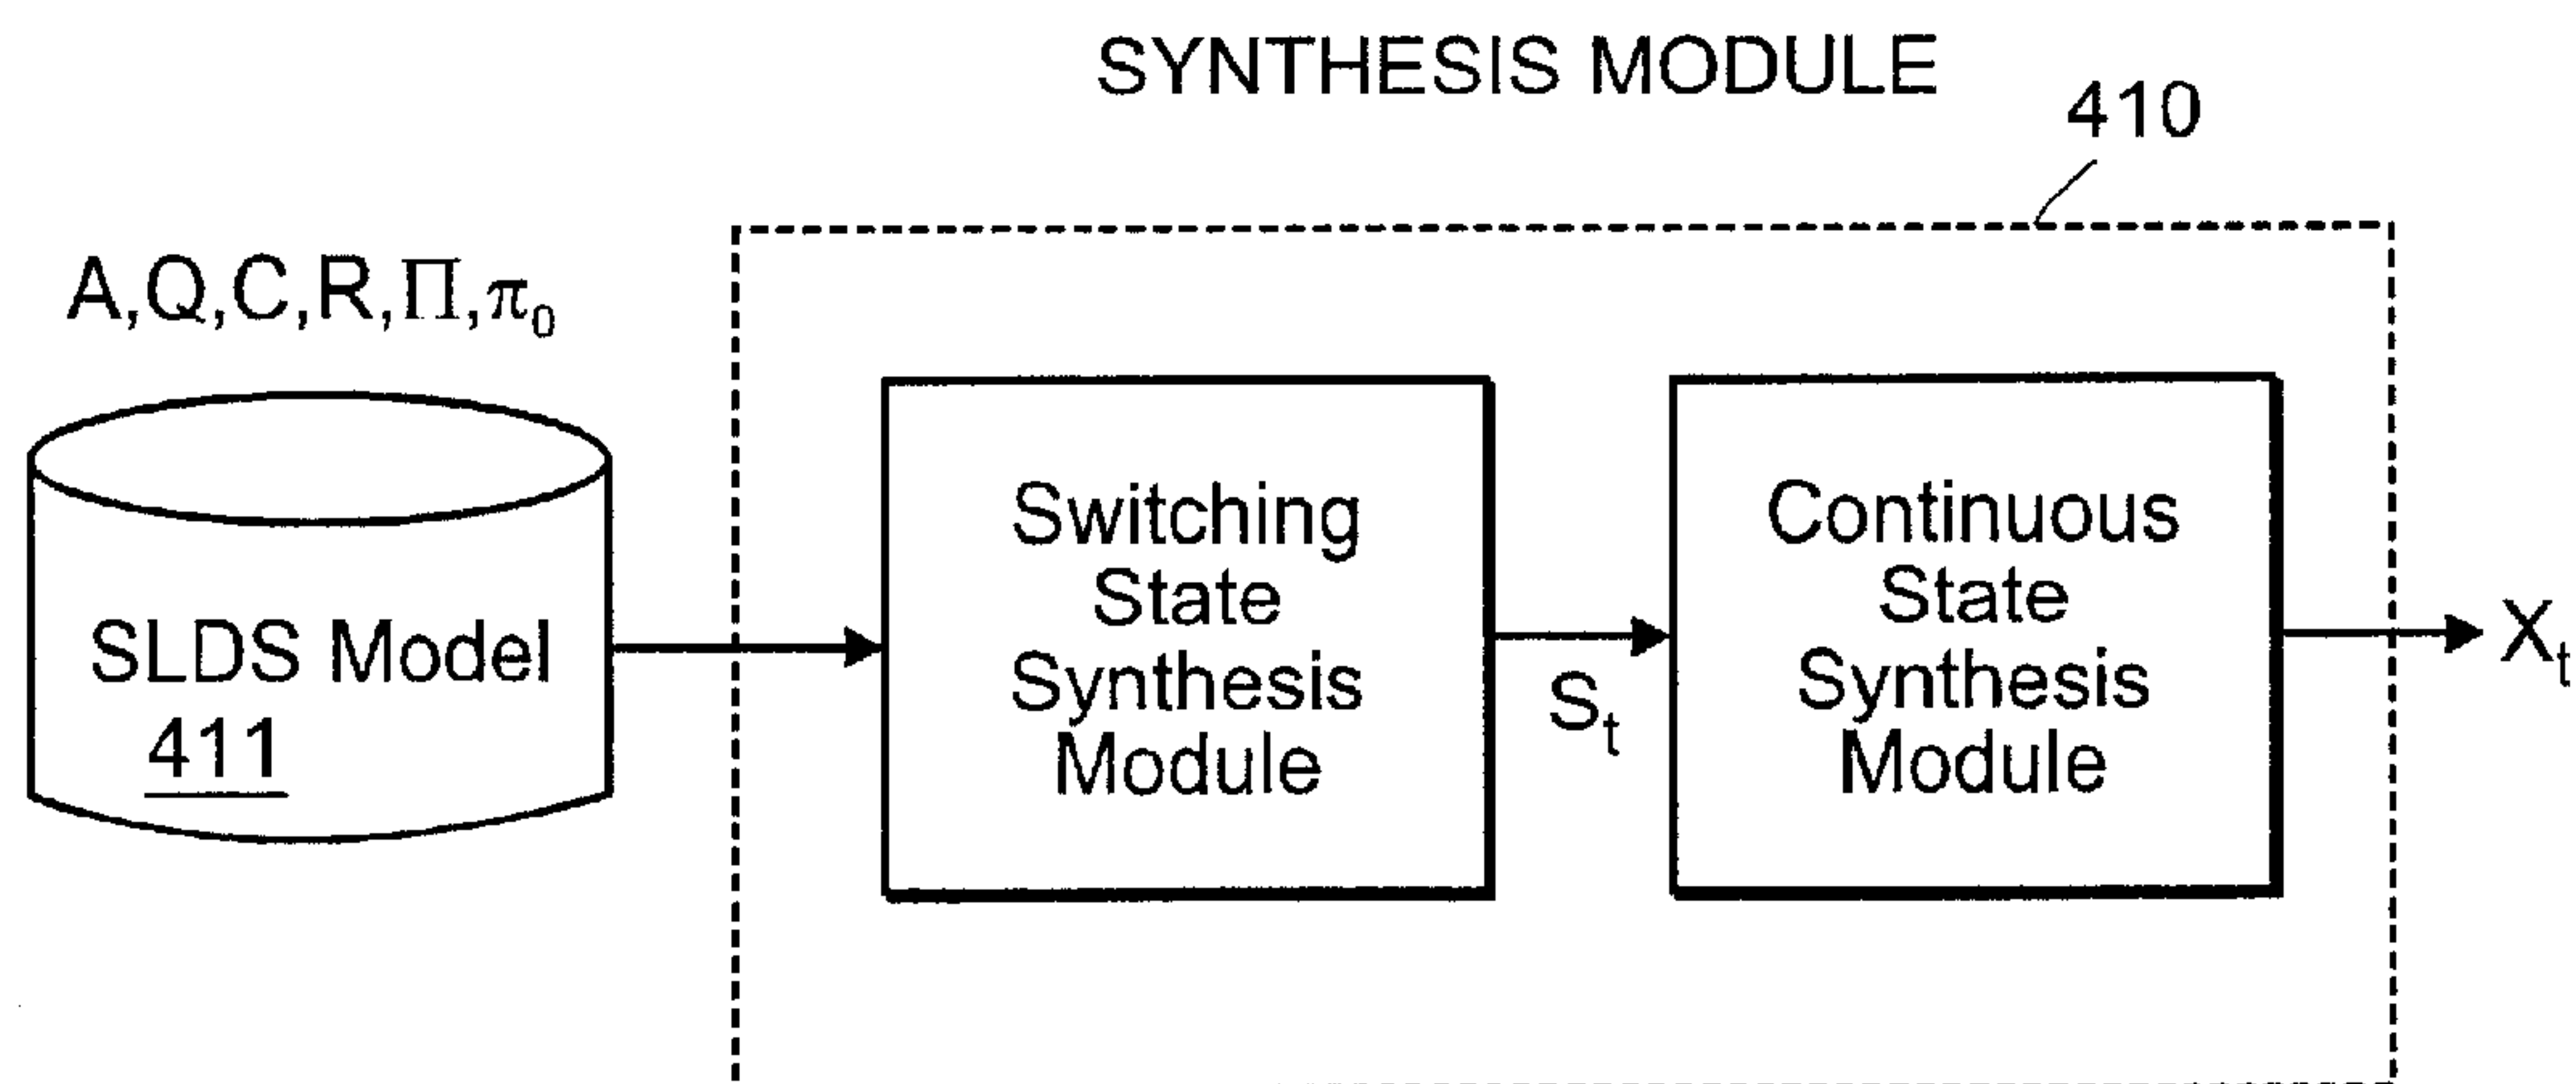 SYNTHESIS MODULE
410
A,Q,C,R,Π,π₀
SLDS Model
411
Switching
State
Synthesis
Module
Sₜ
Continuous
State
Synthesis
Module
Xₜ